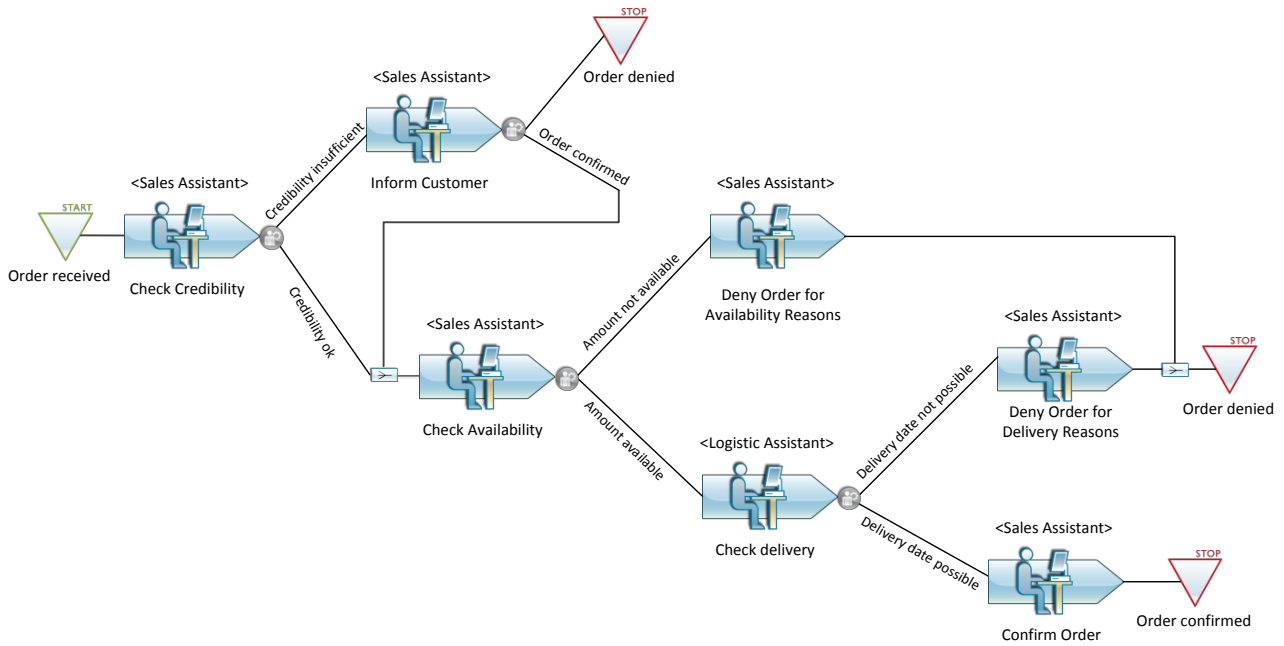 STOP
Order denied
<Sales Assistant>
Inform Customer
Credibility insufficient
Order confirmed
<Sales Assistant>
START
Order received
Check Credibility
Credibility ok
<Sales Assistant>
Deny Order for
Availability Reasons
Amount not available
<Sales Assistant>
Check Availability
Amount available
<Sales Assistant>
Deny Order for
Delivery Reasons
STOP
Order denied
Delivery date not possible
<Logistic Assistant>
Check delivery
Delivery date possible
<Sales Assistant>
Confirm Order
STOP
Order confirmed